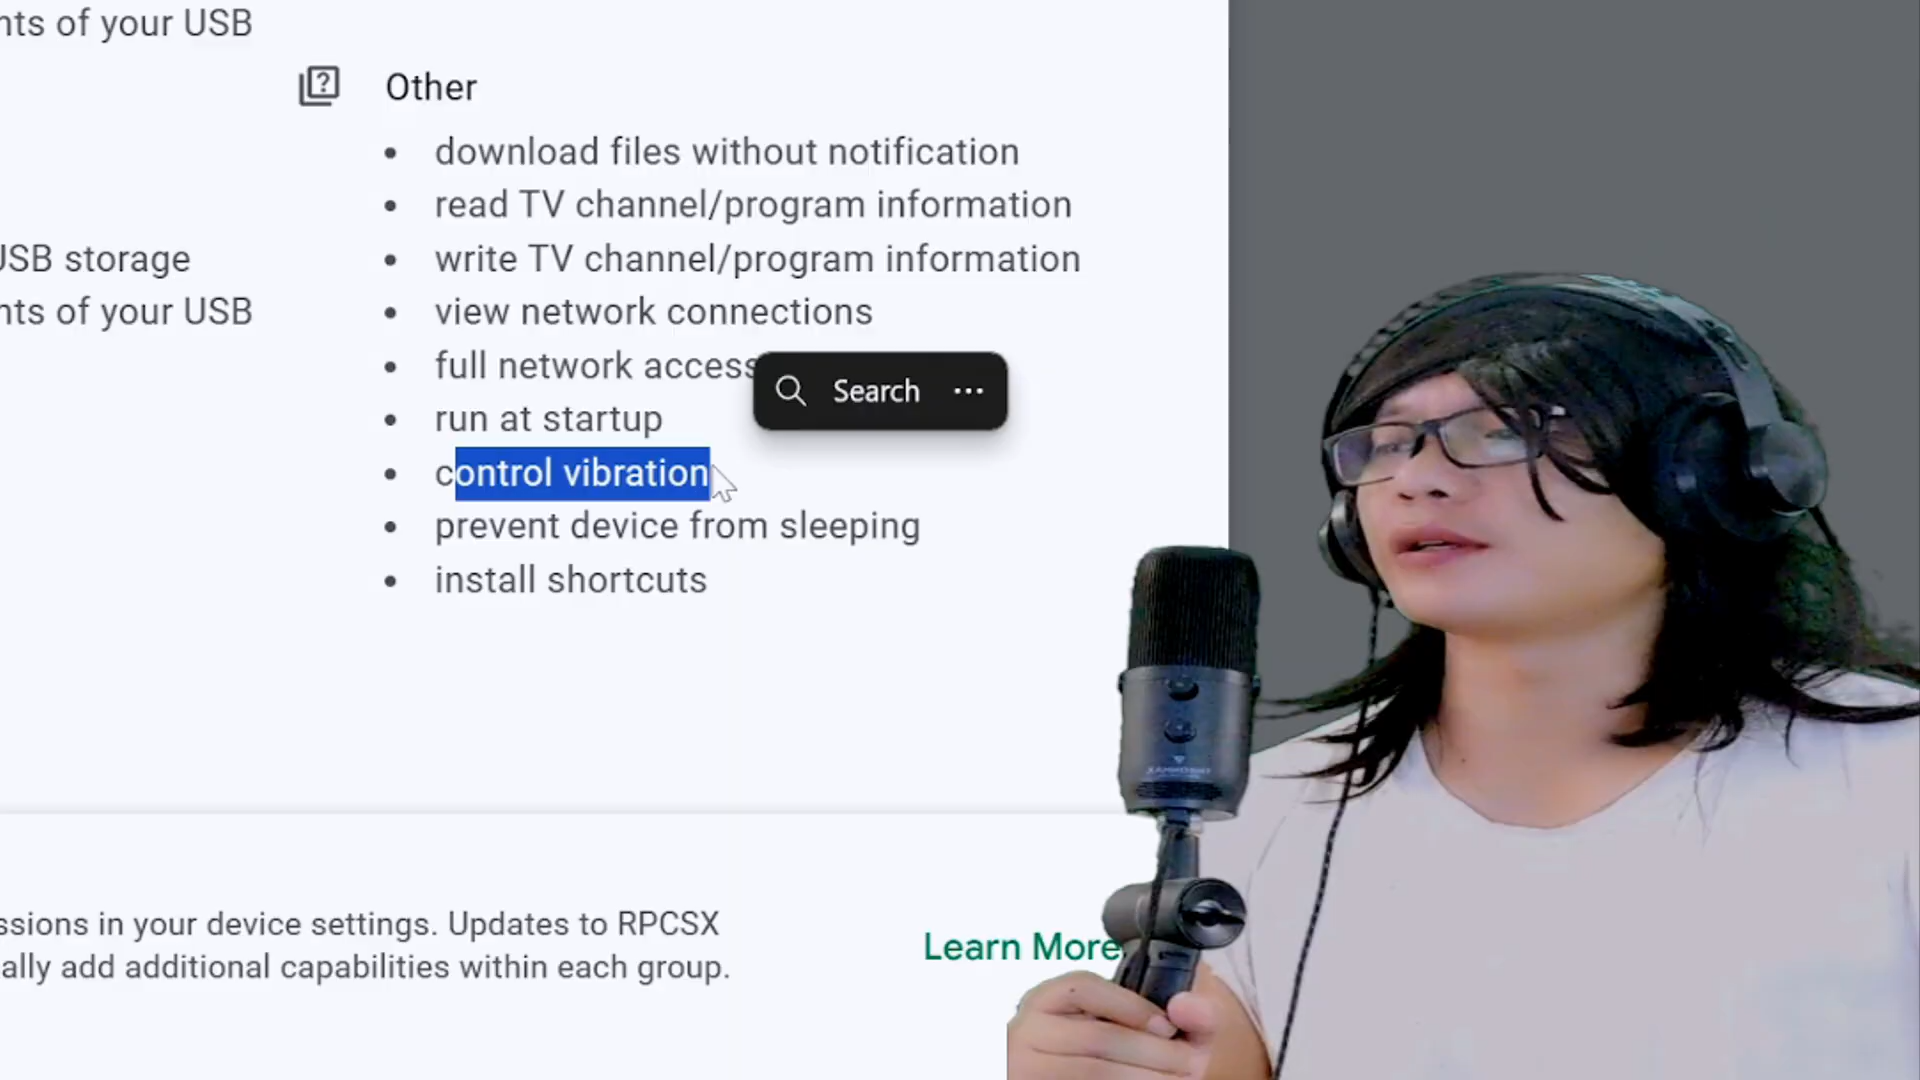 nts of your USB
Other
download files without notification
read TV channel/program information
write TV channel/program information
USB storage
nts of your USB
view network connections
full network access
Search
run at startup
control vibration
prevent device from sleeping
install shortcuts
ssions in your device settings. Updates to RPCSX
ally add additional capabilities within each group.
Learn More